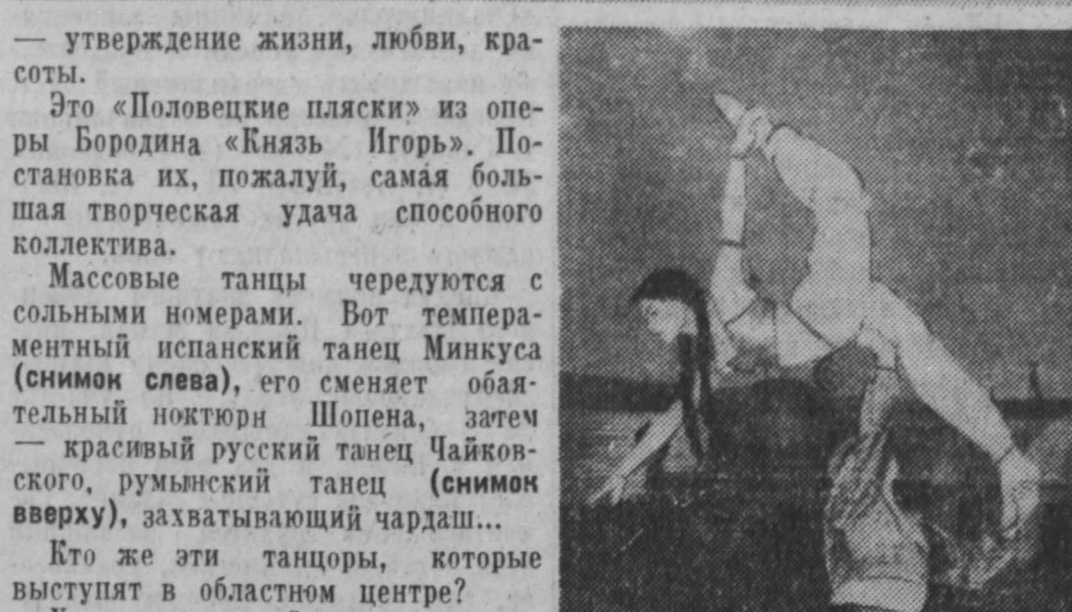 — утверждение жизни, любви, кра-
соты.
Это «Половецкие пляски» из опе-
ры Бородина «Князь Игорь». По-
становка их, пожалуй, самая боль-
шая творческая удача способного
коллектива.
Массовые танцы чередуются с
сольными номерами. Вот темпера-
ментный испанский танец Минкуса
(снимок слева), его сменяет обая-
тельный ноктюрн Шопена, затем
— красивый русский танец Чайков-
ского, румынский танец (снимок
вверху), захватывающий чардаш...
Кто же эти танцоры, которые
выступят в областном центре?